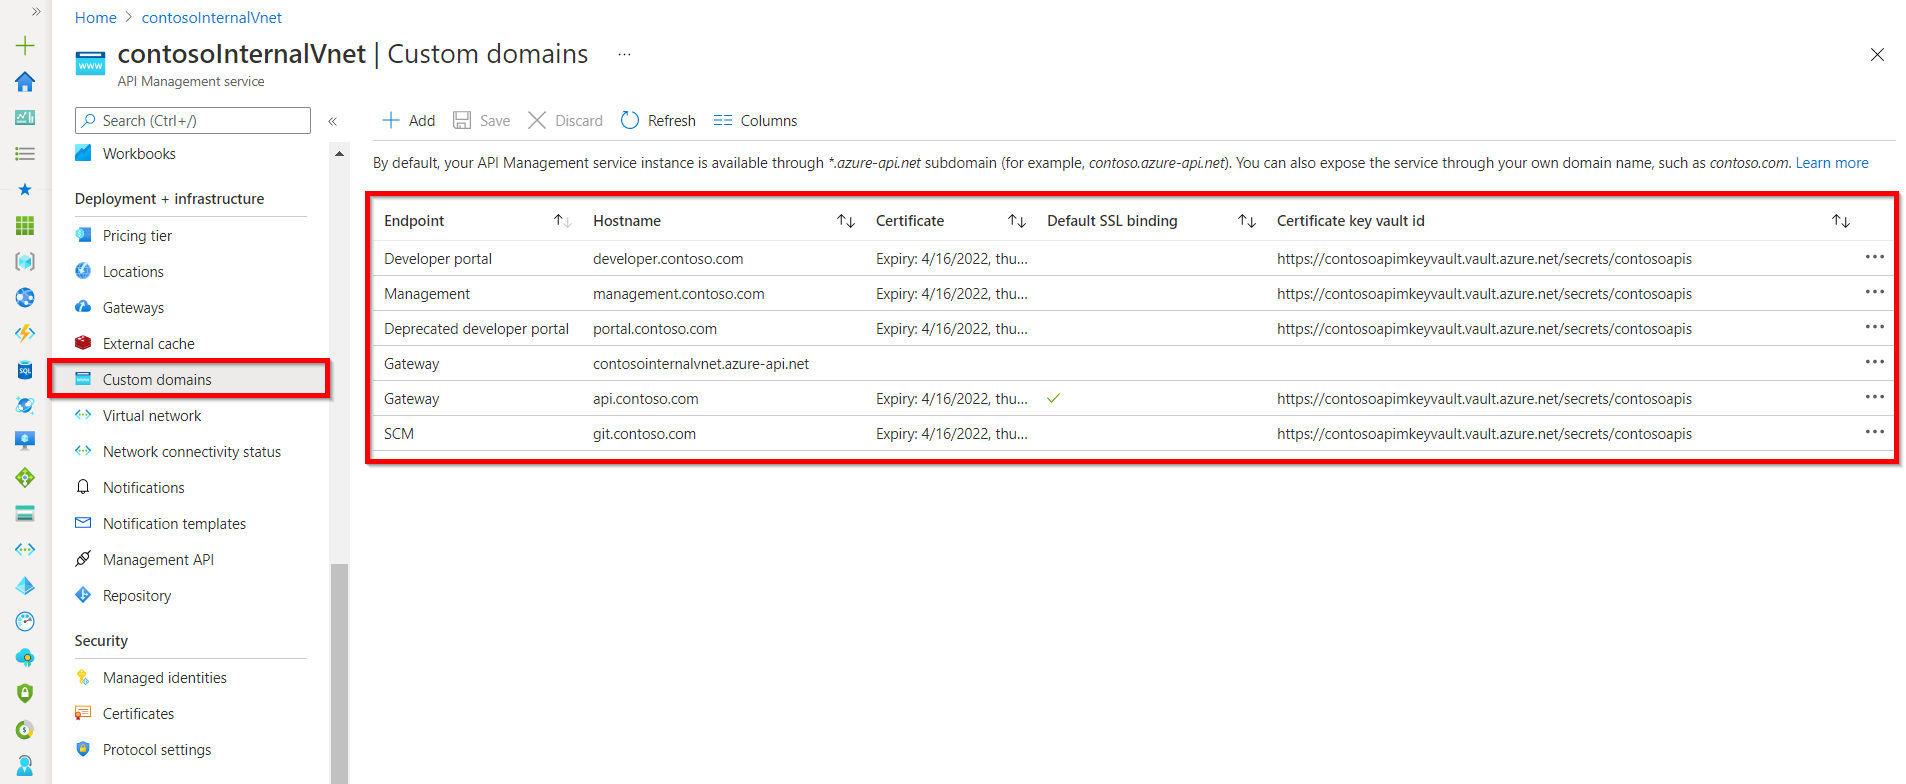 Home > contosoInternalVnet
contosoInternalVnet | Custom domains ...
API Management service
Search (Ctrl+/)
Workbooks
Deployment + infrastructure
Pricing tier
Locations
Gateways
External cache
Custom domains
Virtual network
Network connectivity status
Notifications
Notification templates
Management API
Repository
Security
Managed identities
Certificates
Protocol settings
Add Save Discard Refresh Columns
By default, your API Management service instance is available through *.azure-api.net subdomain (for example, contoso.azure-api.net). You can also expose the service through your own domain name, such as contoso.com. Learn more
Endpoint Hostname Certificate Default SSL binding Certificate key vault id
Developer portal developer.contoso.com Expiry: 4/16/2022, thu... https://contosoapimkeyvault.vault.azure.net/secrets/contosoapis
Management management.contoso.com Expiry: 4/16/2022, thu... https://contosoapimkeyvault.vault.azure.net/secrets/contosoapis
Deprecated developer portal portal.contoso.com Expiry: 4/16/2022, thu... https://contosoapimkeyvault.vault.azure.net/secrets/contosoapis
Gateway contosointernalvnet.azure-api.net
Gateway api.contoso.com Expiry: 4/16/2022, thu... https://contosoapimkeyvault.vault.azure.net/secrets/contosoapis
SCM git.contoso.com Expiry: 4/16/2022, thu... https://contosoapimkeyvault.vault.azure.net/secrets/contosoapis